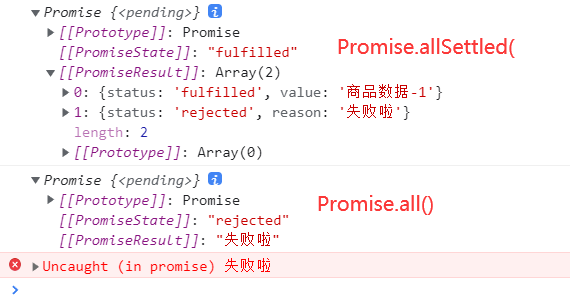 Promise {<pending>}
[[Prototype]]: Promise
[[PromiseState]]: "fulfilled"
Promise.allSettled(
[[PromiseResult]]: Array(2)
0: {status: 'fulfilled', value: '商品数据-1'}
1: {status: 'rejected', reason: '失败啦'}
length: 2
[[Prototype]]: Array(0)
Promise {<pending>}
[[Prototype]]: Promise
Promise.all()
[[PromiseState]]: "rejected"
[[PromiseResult]]: "失败啦"
Uncaught (in promise) 失败啦